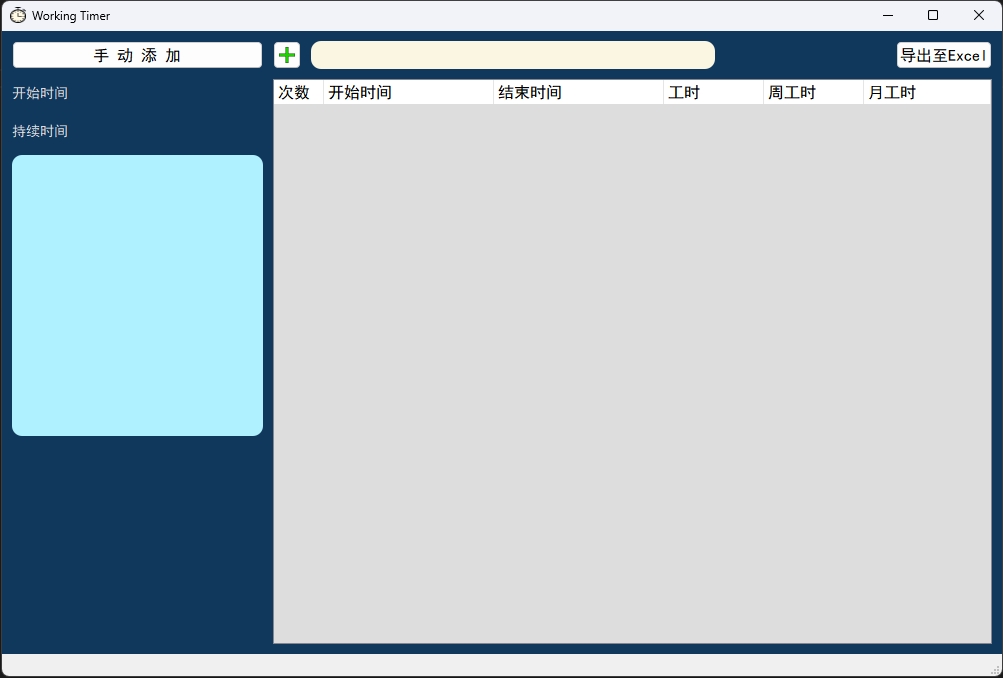 Working Timer
手 动 添 加
导出至Excel
开始时间
持续时间
次数 开始时间 结束时间 工时 周工时 月工时